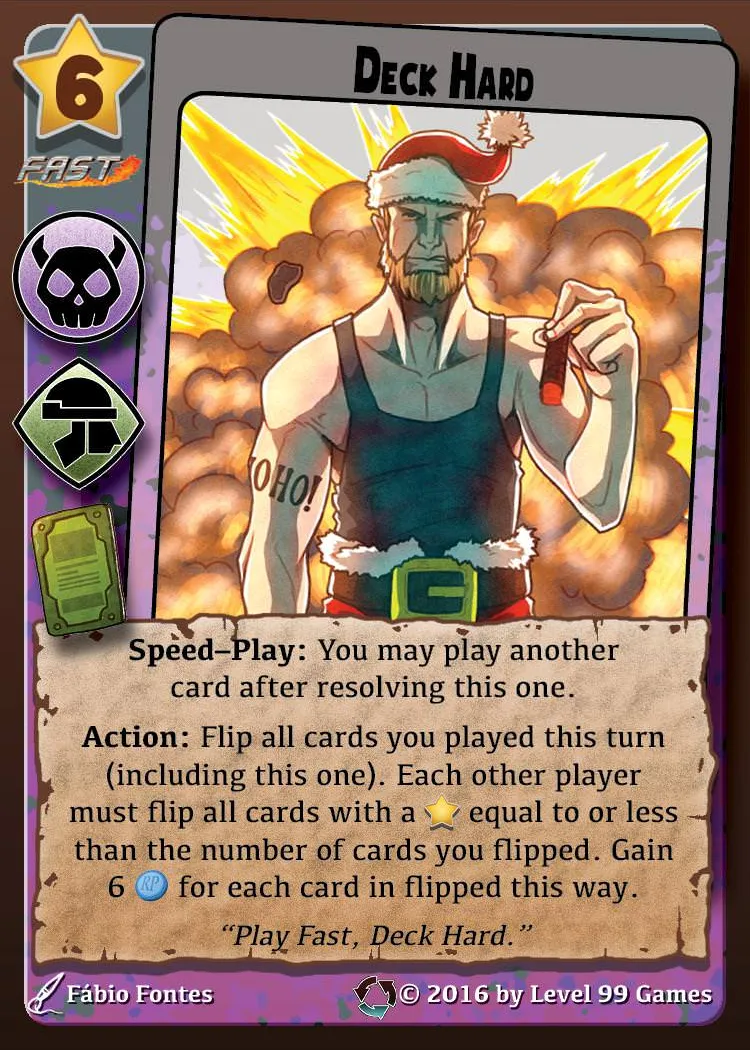 6
FAST
Deck Hard
OHO!
Speed–Play: You may play another
card after resolving this one.
Action: Flip all cards you played this turn
(including this one). Each other player
must flip all cards with a equal to or less
than the number of cards you flipped. Gain
6 RP for each card in flipped this way.
“Play Fast, Deck Hard.”
Fábio Fontes
© 2016 by Level 99 Games